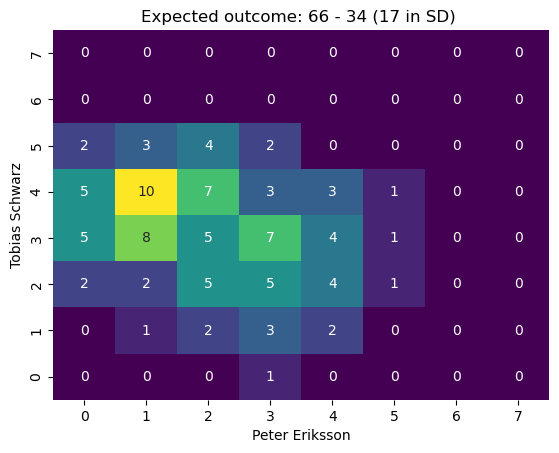 Expected outcome: 66 - 34 (17 in SD)
Tobias Schwarz
7 0 0 0 0 0 0 0 0
6 0 0 0 0 0 0 0 0
5 2 3 4 2 0 0 0 0
4 5 10 7 3 3 1 0 0
3 5 8 5 7 4 1 0 0
2 2 2 5 5 4 1 0 0
1 0 1 2 3 2 0 0 0
0 0 0 0 1 0 0 0 0
0 1 2 3 4 5 6 7
Peter Eriksson